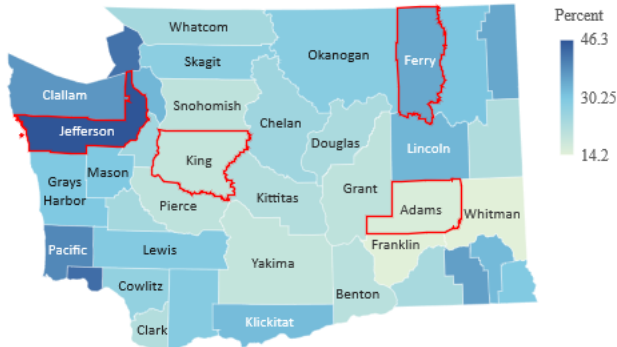 Percent
46.3
30.25
14.2
Whatcom
Skagit
Okanogan
Ferry
Clallam
Snohomish
Jefferson
Chelan
Douglas
Lincoln
King
Grays
Harbor
Mason
Kittitas
Grant
Adams
Whitman
Pierce
Franklin
Pacific
Lewis
Yakima
Cowlitz
Benton
Clark
Klickitat